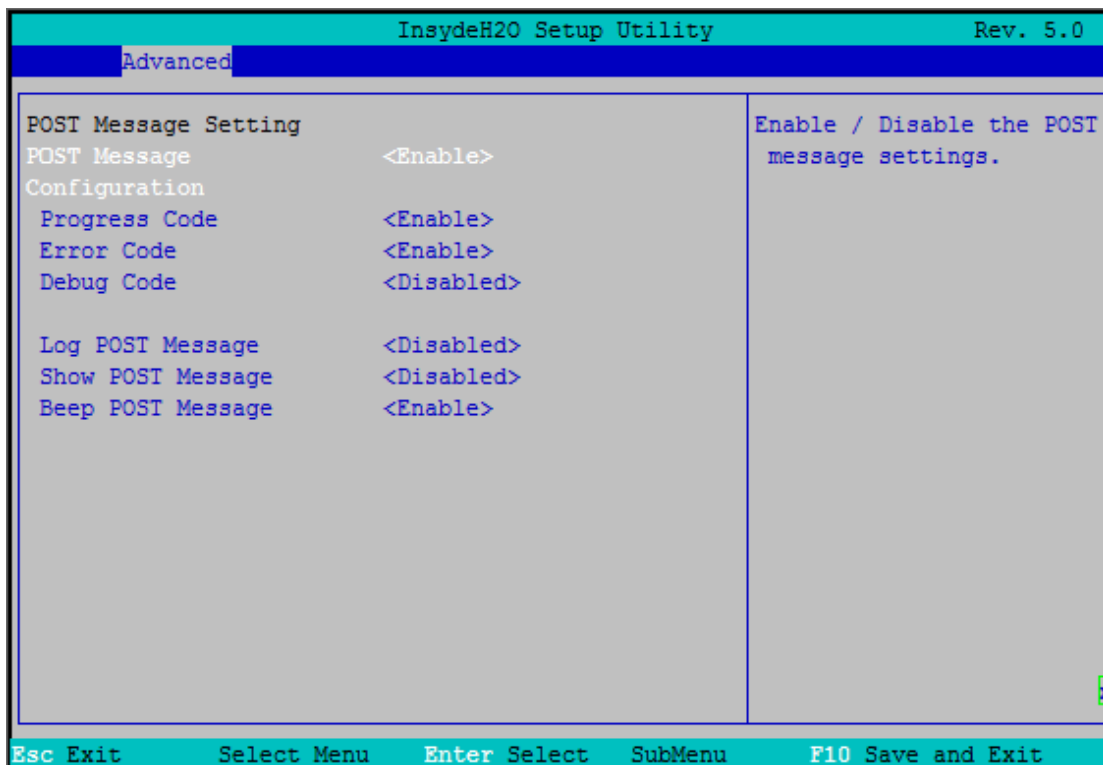 InsydeH2O Setup Utility Rev. 5.0
Advanced
POST Message Setting
POST Message <Enable>
Configuration
Progress Code <Enable>
Error Code <Enable>
Debug Code <Disabled>
Log POST Message <Disabled>
Show POST Message <Disabled>
Beep POST Message <Enable>
Enable / Disable the POST
message settings.
Esc Exit Select Menu Enter Select SubMenu F10 Save and Exit